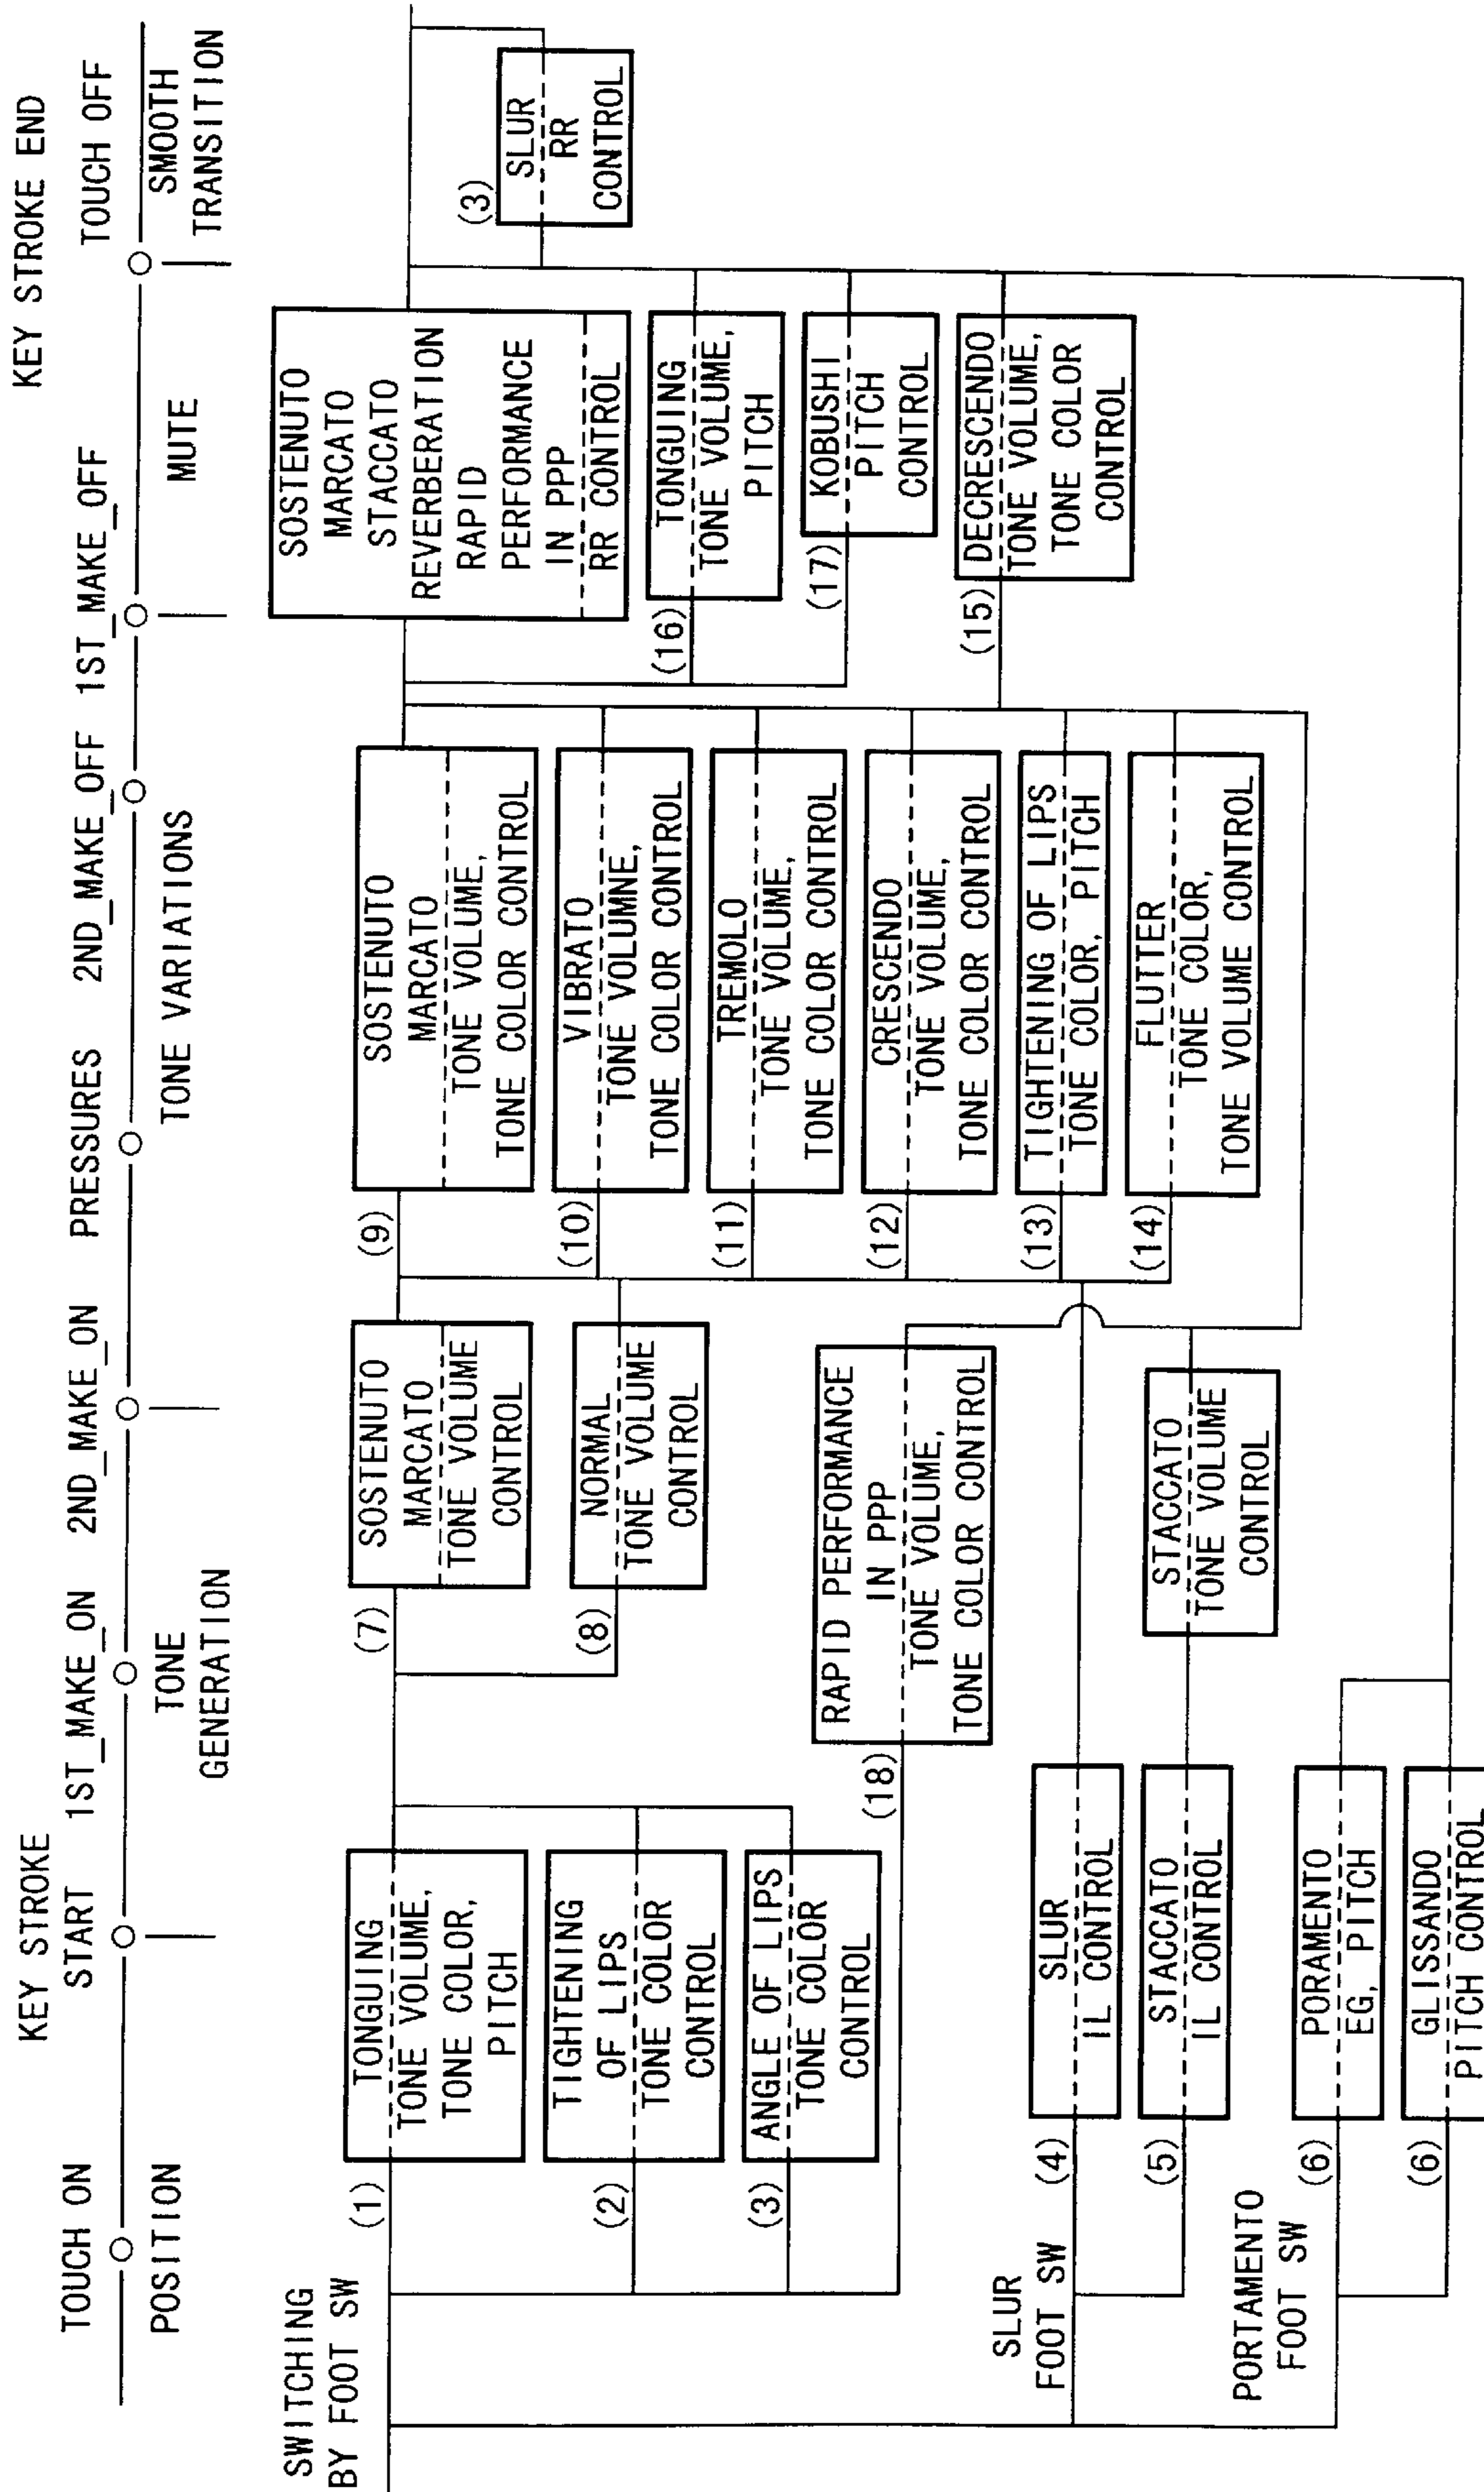 KEY STROKE
KEY STROKE END
TOUCH ON
START
1ST_MAKE_ON
2ND_MAKE_ON
PRESSURES
2ND_MAKE_OFF
1ST_MAKE_OFF
TOUCH OFF
POSITION
TONE
GENERATION
TONE VARIATIONS
MUTE
SMOOTH
TRANSITION
SWITCHING
BY FOOT SW
(1)
TONGUING
TONE VOLUME,
TONE COLOR,
PITCH
(2)
TIGHTENING
OF LIPS
TONE COLOR
CONTROL
(3)
ANGLE OF LIPS
TONE COLOR
CONTROL
SLUR
FOOT SW
(4)
SLUR
IL CONTROL
(5)
STACCATO
IL CONTROL
PORTAMENTO
FOOT SW
(6)
PORAMENTO
EG, PITCH
(6)
GLISSANDO
PITCH CONTROL
(7)
SOSTENUTO
MARCATO
TONE VOLUME
CONTROL
(8)
NORMAL
TONE VOLUME
CONTROL
(18)
RAPID PERFORMANCE
IN PPP
TONE VOLUME,
TONE COLOR CONTROL
STACCATO
TONE VOLUME
CONTROL
(9)
SOSTENUTO
MARCATO
TONE VOLUME,
TONE COLOR CONTROL
(10)
VIBRATO
TONE VOLUMNE,
TONE COLOR CONTROL
(11)
TREMOLO
TONE VOLUME,
TONE COLOR CONTROL
(12)
CRESCENDO
TONE VOLUME,
TONE COLOR CONTROL
(13)
TIGHTENING OF LIPS
TONE COLOR, PITCH
(14)
FLUTTER
TONE COLOR,
TONE VOLUME CONTROL
SOSTENUTO
MARCATO
STACCATO
REVERBERATION
RAPID
PERFORMANCE
IN PPP
RR CONTROL
(16)
TONGUING
TONE VOLUME,
PITCH
(17)
KOBUSHI
PITCH
CONTROL
(15)
DECRESCENDO
TONE VOLUME,
TONE COLOR
CONTROL
(3)
SLUR
RR
CONTROL